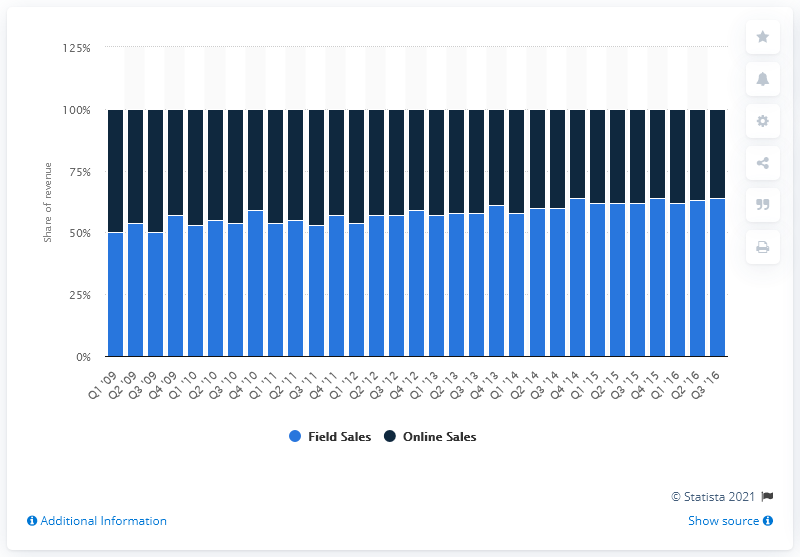 125%
100%
75%
50%
25%
0%
Share of revenue
Q1 '09
Q2 '09
Q3 '09
Q4 '09
Q1 '10
Q2 '10
Q3 '10
Q4 '10
Q1 '11
Q2 '11
Q3 '11
Q4 '11
Q1 '12
Q2 '12
Q3 '12
Q4 '12
Q1 '13
Q2 '13
Q3 '13
Q4 '13
Q1 '14
Q2 '14
Q3 '14
Q4 '14
Q1 '15
Q2 '15
Q3 '15
Q4 '15
Q1 '16
Q2 '16
Q3 '16
Field Sales Online Sales
© Statista 2021
Additional Information Show source